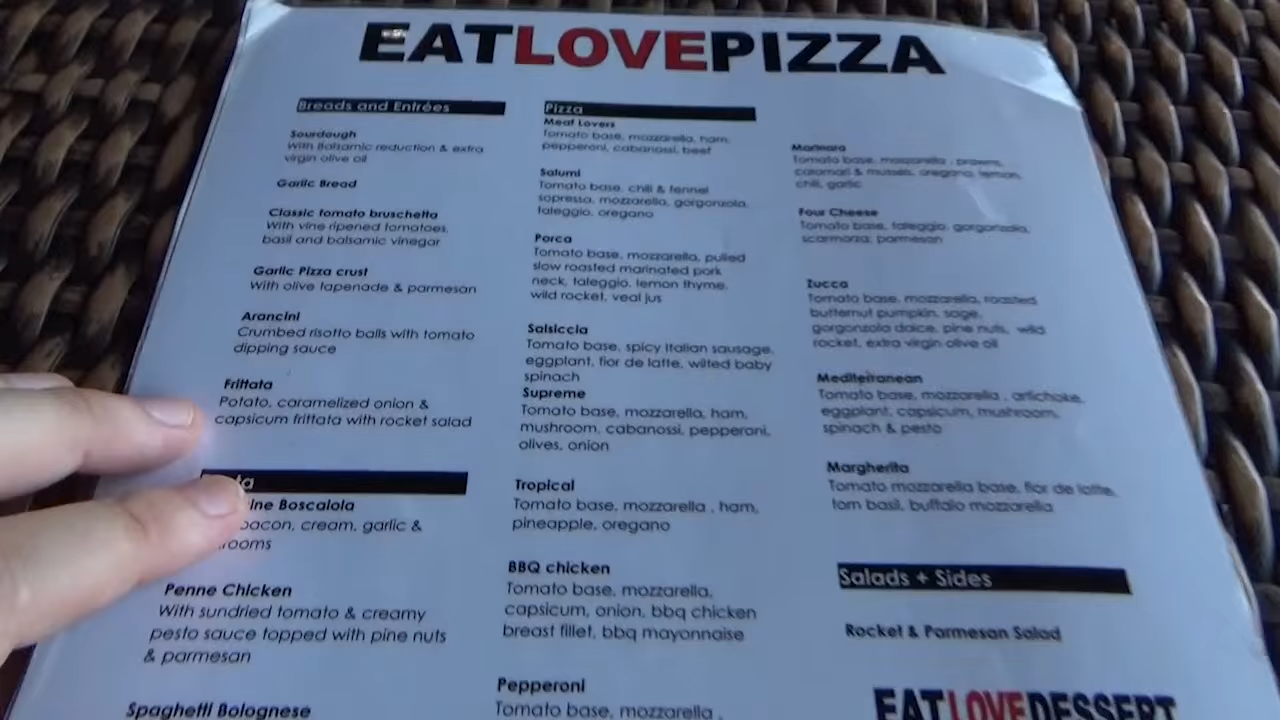 EATLOVEPIZZA
Breads and Entrées
Sourdough
With Balsamic reduction & extra
virgin olive oil
Garlic Bread
Classic tomato bruschetta
With vine ripened tomatoes,
basil and balsamic vinegar
Garlic Pizza crust
With olive tapenade & parmesan
Arancini
Crumbed risotto balls with tomato
dipping sauce
Frittata
Potato, caramelized onion &
capsicum frittata with rocket salad
Boscaiola
bacon, cream, garlic &
Penne Chicken
With sundried tomato & creamy
pesto sauce topped with pine nuts
& parmesan
Spaghetti Bolognese
Pizza
Meat Lovers
Tomato base, mozzarella, ham,
pepperoni, cabanossi, beef
Salumi
Tomato base, chili & fennel
sopressa, mozzarella, gorgonzola,
taleggio, oregano
Porca
Tomato base, mozzarella, pulled
slow roasted marinated pork
neck, taleggio, lemon thyme,
wild rocket, veal jus
Salsiccia
Tomato base, spicy Italian sausage,
eggplant, fior de latte, wilted baby
spinach
Supreme
Tomato base, mozzarella, ham,
mushroom, cabanossi, pepperoni,
olives, onion
Tropical
Tomato base, mozzarella , ham,
pineapple, oregano
BBQ chicken
Tomato base, mozzarella,
capsicum, onion, bbq chicken
breast fillet, bbq mayonnaise
Pepperoni
Tomato base, mozzarella ,
Marinara
Tomato base, mozzarella , prawns,
calamari & mussels, oregano, lemon,
chili, garlic
Four Cheese
Tomato base, taleggio, gorgonzola,
scarmorza, parmesan
Zucca
Tomato base, mozzarella, roasted
butternut pumpkin, sage,
gorgonzola dolce, pine nuts, wild
rocket, extra virgin olive oil
Mediterranean
Tomato base, mozzarella , artichoke,
eggplant, capsicum, mushroom,
spinach & pesto
Margherita
Tomato mozzarella base, fior de latte,
torn basil, buffalo mozzarella
Salads + Sides
Rocket & Parmesan Salad
EATLOVEDESSERT